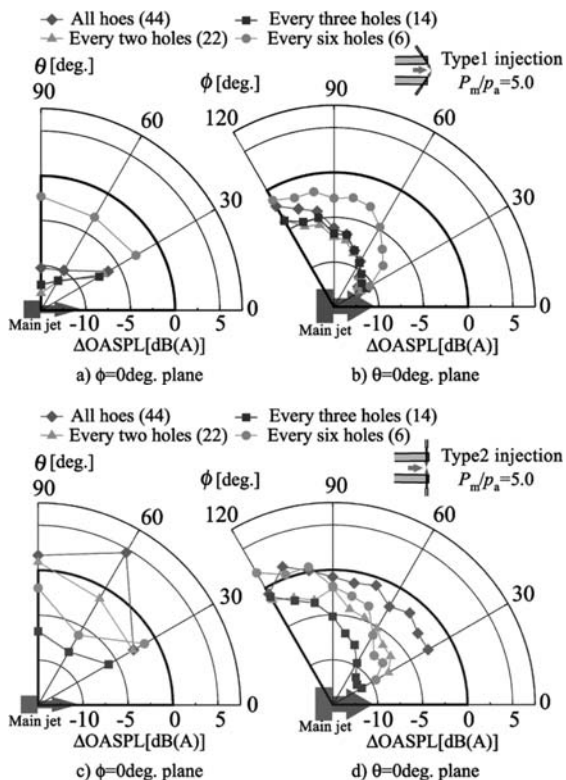 All hoes (44) Every three holes (14)
Every two holes (22) Every six holes (6)
θ [deg.] ϕ [deg.] Type1 injection
Pm/pa=5.0
90 120 90
60 60
30 30
0 0
Main jet -10 -5 0 5 Main jet -10 -5 0 5
ΔOASPL[dB(A)] ΔOASPL[dB(A)]
a) ϕ=0deg. plane b) θ=0deg. plane
All hoes (44) Every three holes (14)
Every two holes (22) Every six holes (6)
θ [deg.] ϕ [deg.] Type2 injection
Pm/pa=5.0
90 120 90
60 60
30 30
0 0
Main jet -10 -5 0 5 Main jet -10 -5 0 5
ΔOASPL[dB(A)] ΔOASPL[dB(A)]
c) ϕ=0deg. plane d) θ=0deg. plane